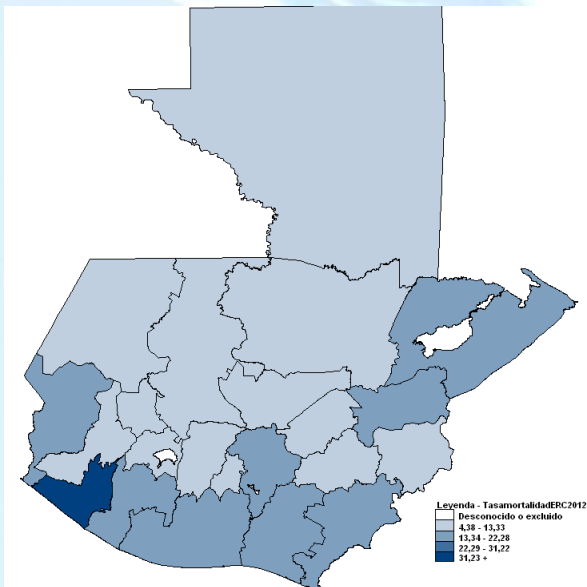 Leyenda - TasamortalidadERC2012
Desconocido o excluido
4,38 - 13,33
13,34 - 22,28
22,29 - 31,22
31,23 +